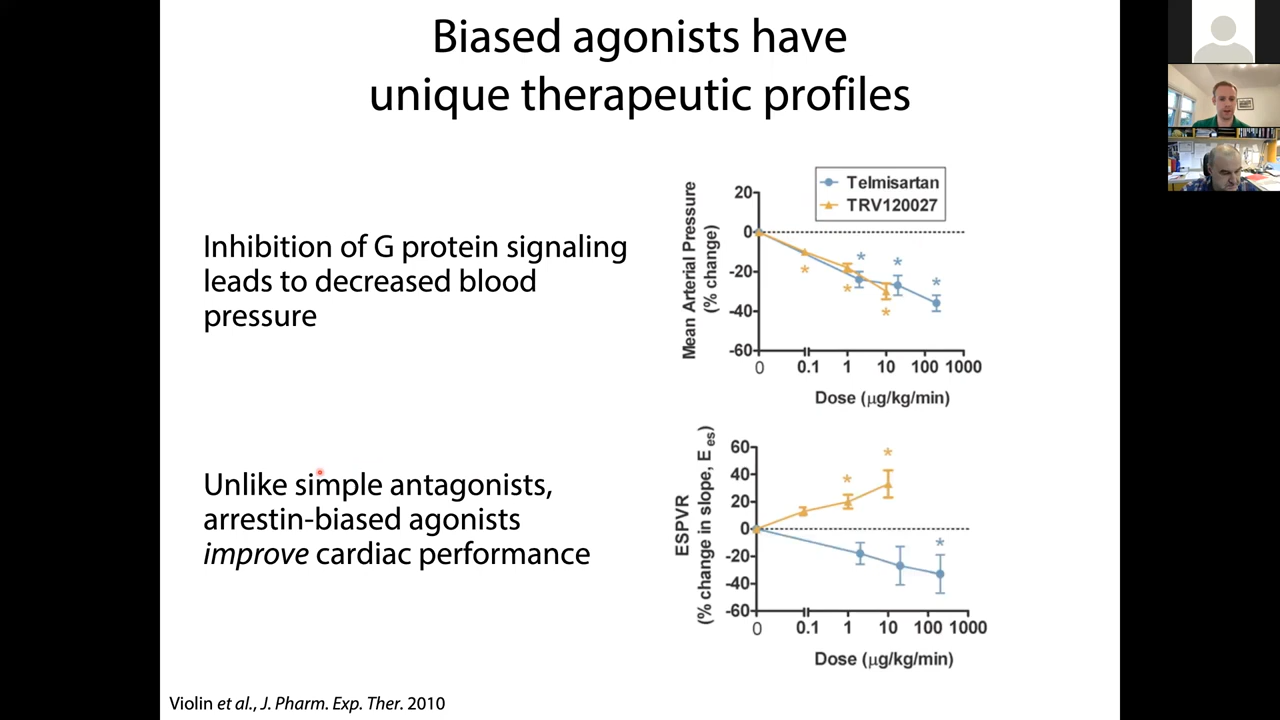 Biased agonists have
unique therapeutic profiles
Inhibition of G protein signaling
leads to decreased blood
pressure
Telmisartan
TRV120027
Mean Arterial Pressure
(% change)
20
0
-20
-40
-60
* * *
* * *
0 0.1 1 10 100 1000
Dose (µg/kg/min)
Unlike simple antagonists,
arrestin-biased agonists
improve cardiac performance
ESPVR
(% change in slope, Ees)
60
40
20
0
-20
-40
-60
* *
*
0 0.1 1 10 100 1000
Dose (µg/kg/min)
Violin et al., J. Pharm. Exp. Ther. 2010